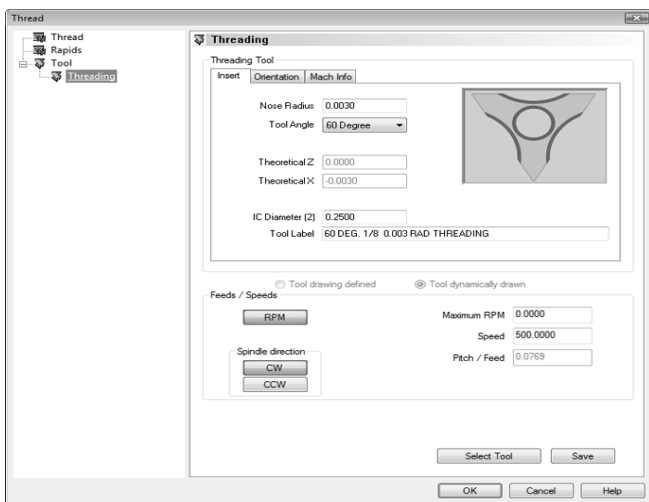 Thread
Thread
Rapids
Tool
Threading
Threading
Threading Tool
Insert Orientation Mach Info
Nose Radius 0.0030
Tool Angle 60 Degree
Theoretical Z 0.0000
Theoretical X -0.0030
IC Diameter (2) 0.2500
Tool Label 60 DEG. 1/8 0.003 RAD THREADING
Tool drawing defined Tool dynamically drawn
Feeds / Speeds
RPM
Maximum RPM 0.0000
Speed 500.0000
Spindle direction
Pitch / Feed 0.0769
CW
CCW
Select Tool Save
OK Cancel Help